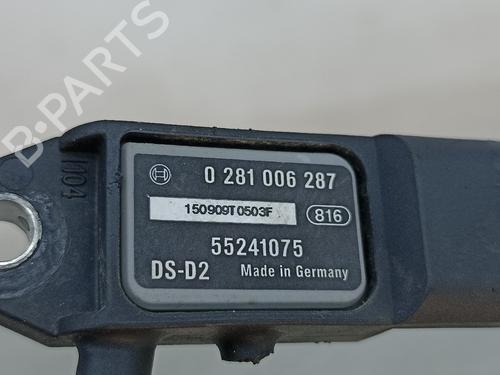 B-PARTS
1104
0 281 006 287
150909T0503F
816
55241075
DS-D2 Made in Germany